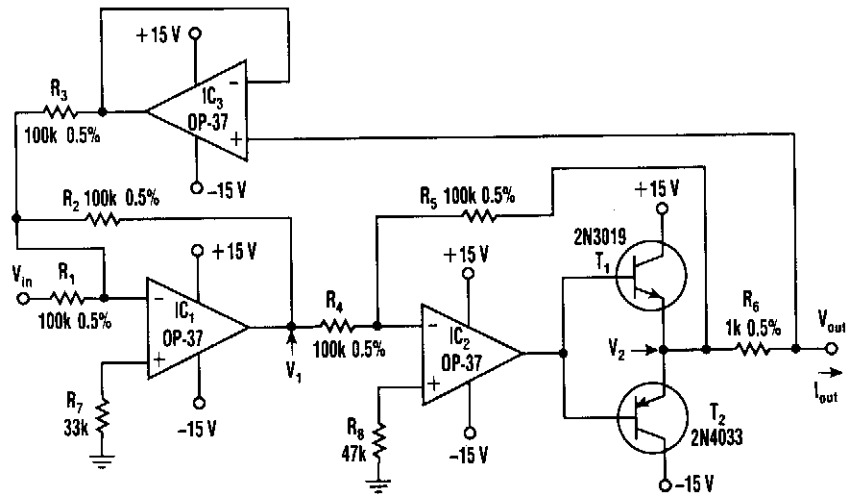 +15 V
R3
100k 0.5%
IC3
OP-37
−
+
−15 V
R2 100k 0.5%
R5 100k 0.5%
+15 V
2N3019
T1
Vin
R1
100k 0.5%
+15 V
−
IC1
OP-37
+
−15 V
R7
33k
V1
R4
100k 0.5%
+15 V
−
IC2
OP-37
+
−15 V
R8
47k
V2
R6
1k 0.5%
Vout
Iout
T2
2N4033
−15 V